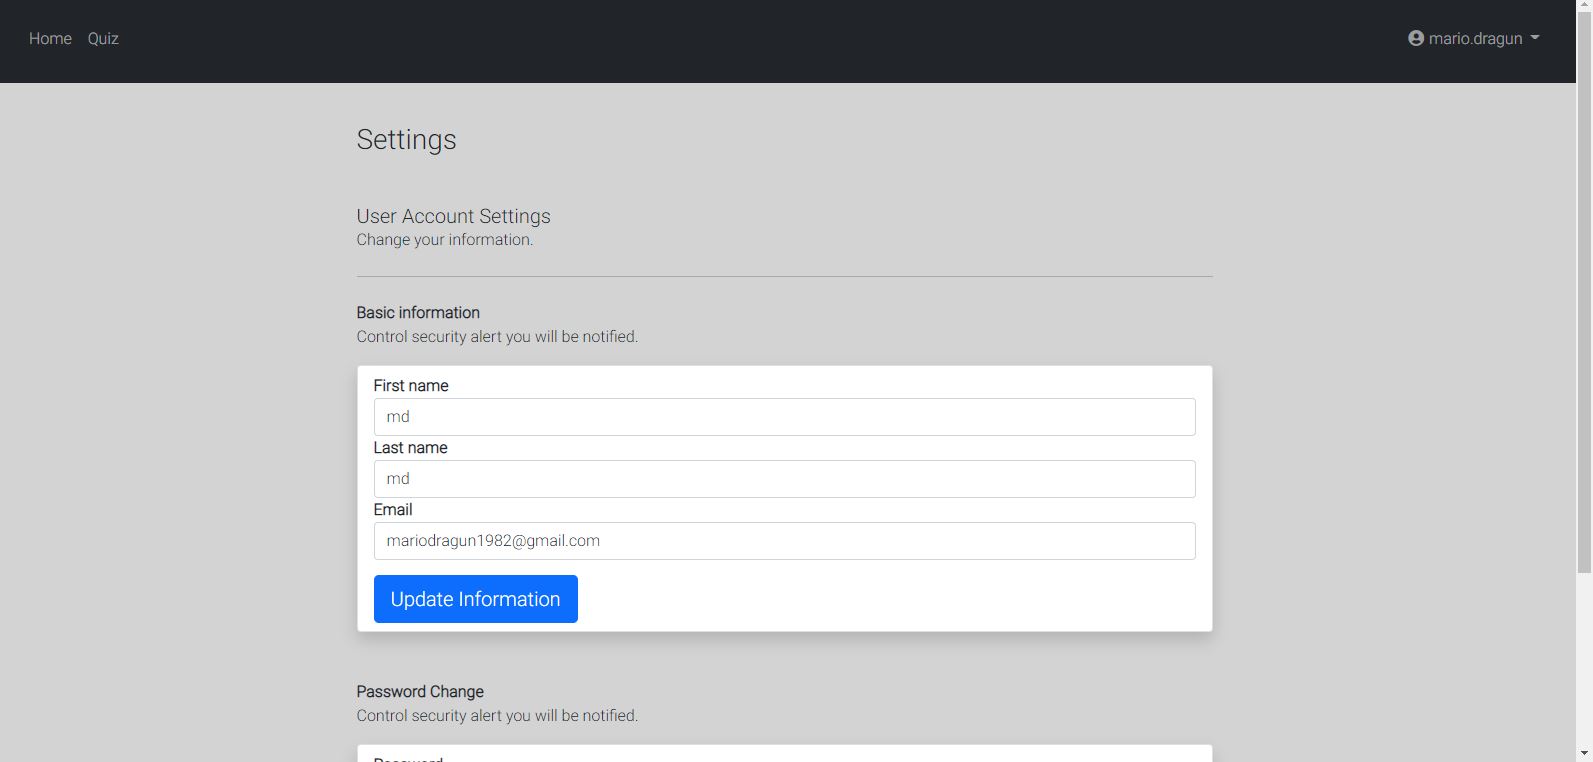 Home Quiz mario.dragun
Settings
User Account Settings
Change your information.
Basic information
Control security alert you will be notified.
First name
md
Last name
md
Email
mariodragun1982@gmail.com
Update Information
Password Change
Control security alert you will be notified.
Password